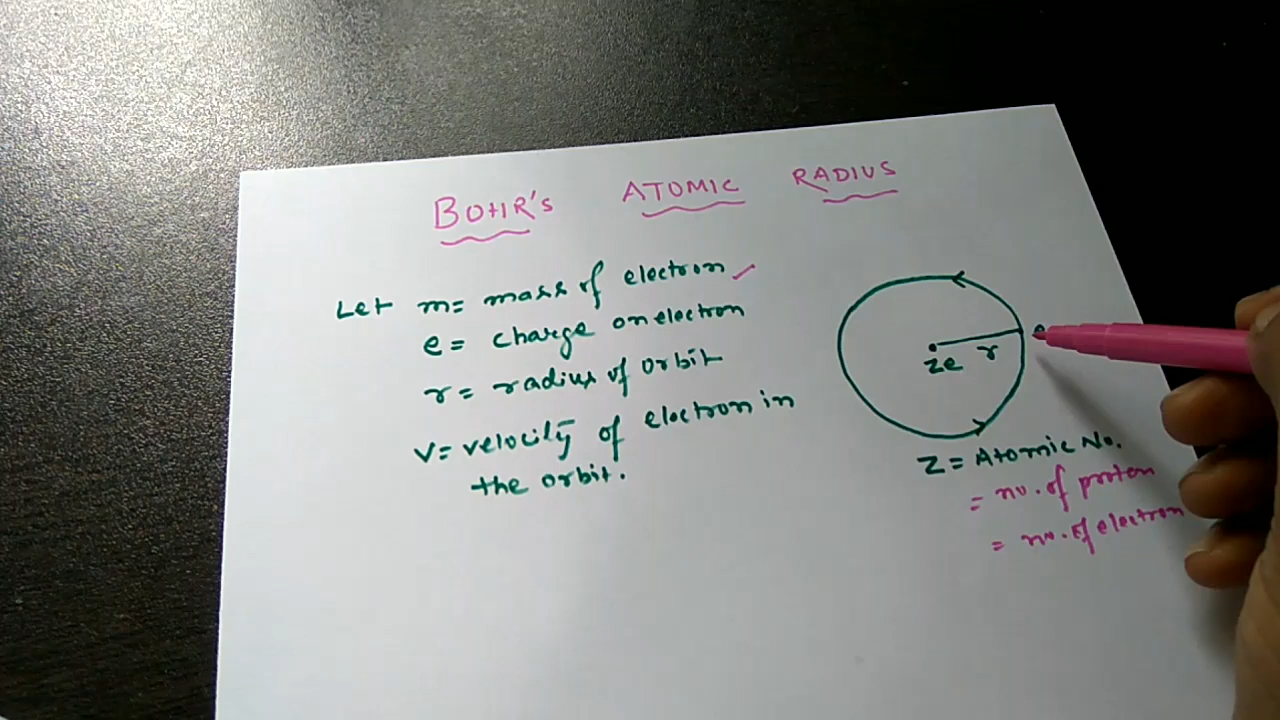 BOHR's ATOMIC RADIUS
Let m= mass of electron
e= charge on electron
r= radius of orbit
v= velocity of electron in
the orbit.
e
ze r
Z= Atomic No.
= no. of proton
= no. of electron